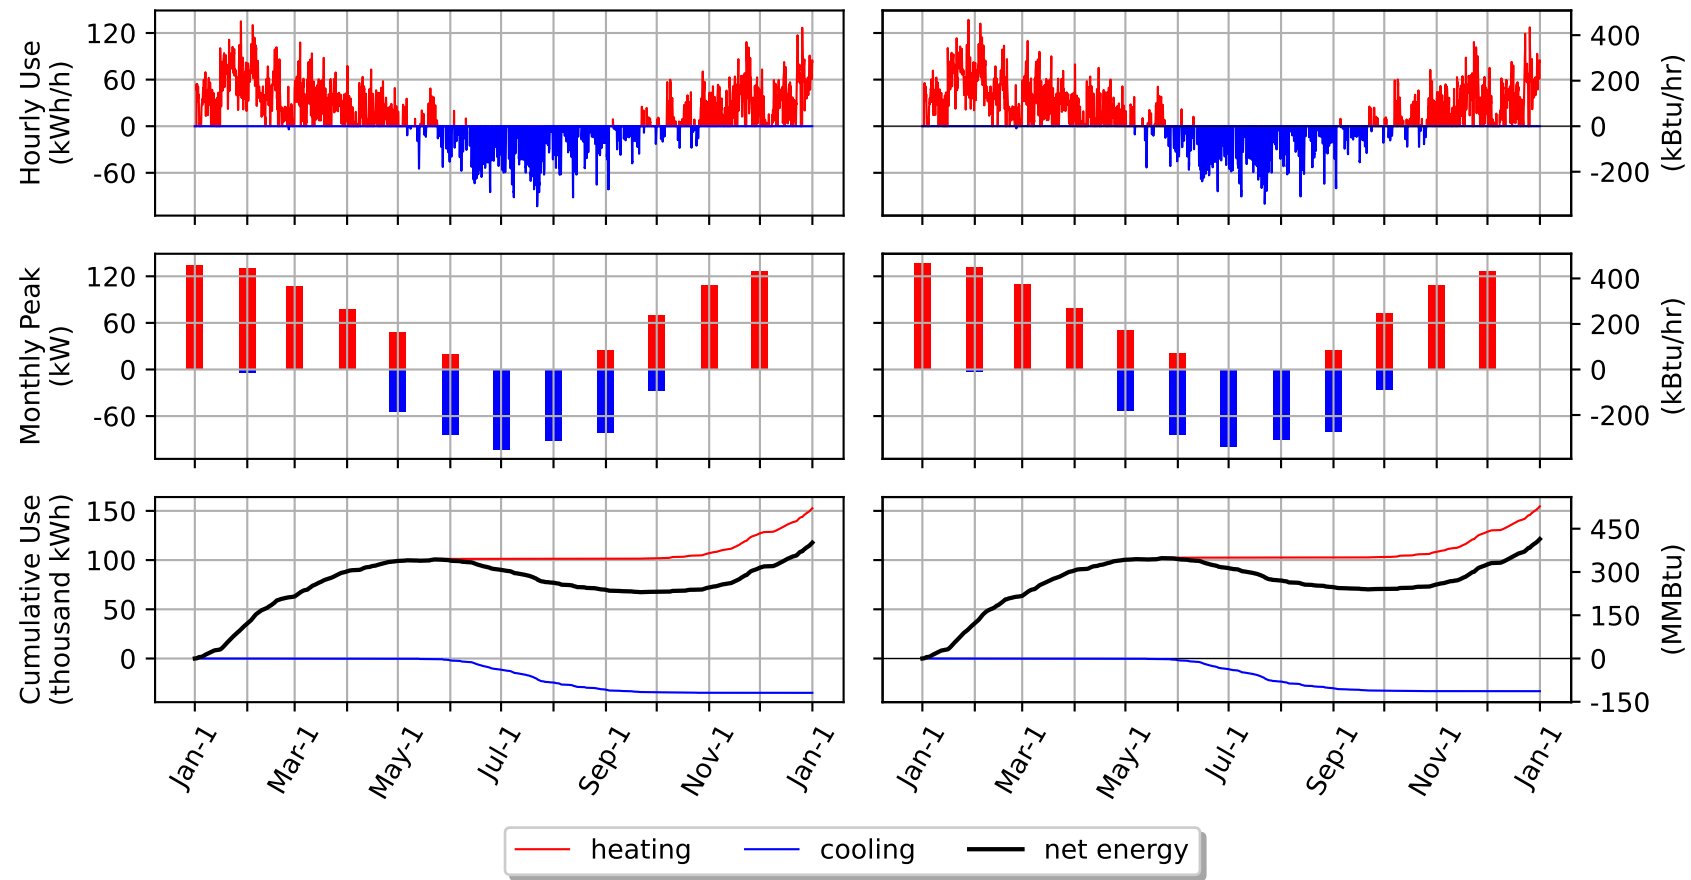 Hourly Use
(kWh/h)
120
60
0
-60
400
200
0
-200
(kBtu/hr)
Monthly Peak
(kW)
120
60
0
-60
400
200
0
-200
(kBtu/hr)
Cumulative Use
(thousand kWh)
150
100
50
0
450
300
150
0
-150
(MMBtu)
Jan-1
Mar-1
May-1
Jul-1
Sep-1
Nov-1
Jan-1
Jan-1
Mar-1
May-1
Jul-1
Sep-1
Nov-1
Jan-1
heating cooling net energy